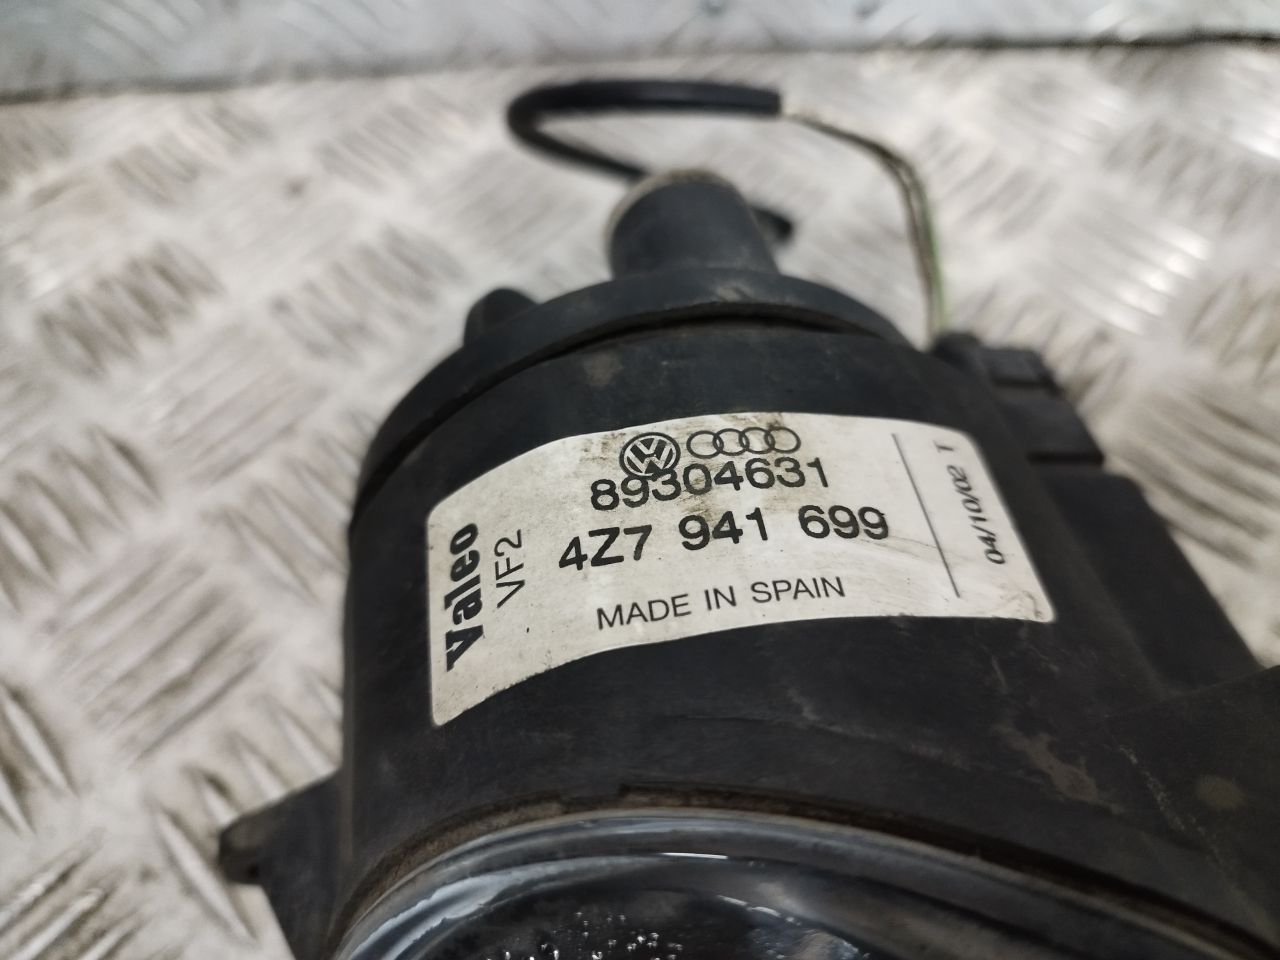 89304631
4Z7 941 699
MADE IN SPAIN
Valeo
VF2
04/10/02 T